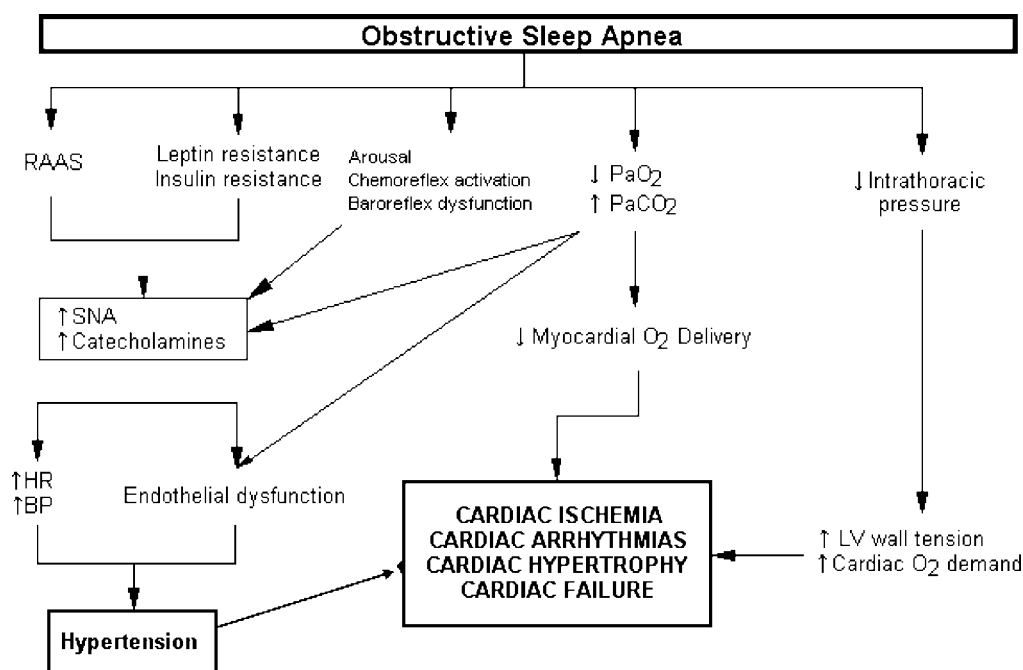 Obstructive Sleep Apnea
RAAS
Leptin resistance
Insulin resistance
Arousal
Chemoreflex activation
Baroreflex dysfunction
↓ PaO₂
↑ PaCO₂
↓ Intrathoracic
pressure
↑ SNA
↑ Catecholamines
↓ Myocardial O₂ Delivery
↑HR
↑BP
Endothelial dysfunction
CARDIAC ISCHEMIA
CARDIAC ARRHYTHMIAS
CARDIAC HYPERTROPHY
CARDIAC FAILURE
↑ LV wall tension
↑ Cardiac O₂ demand
Hypertension